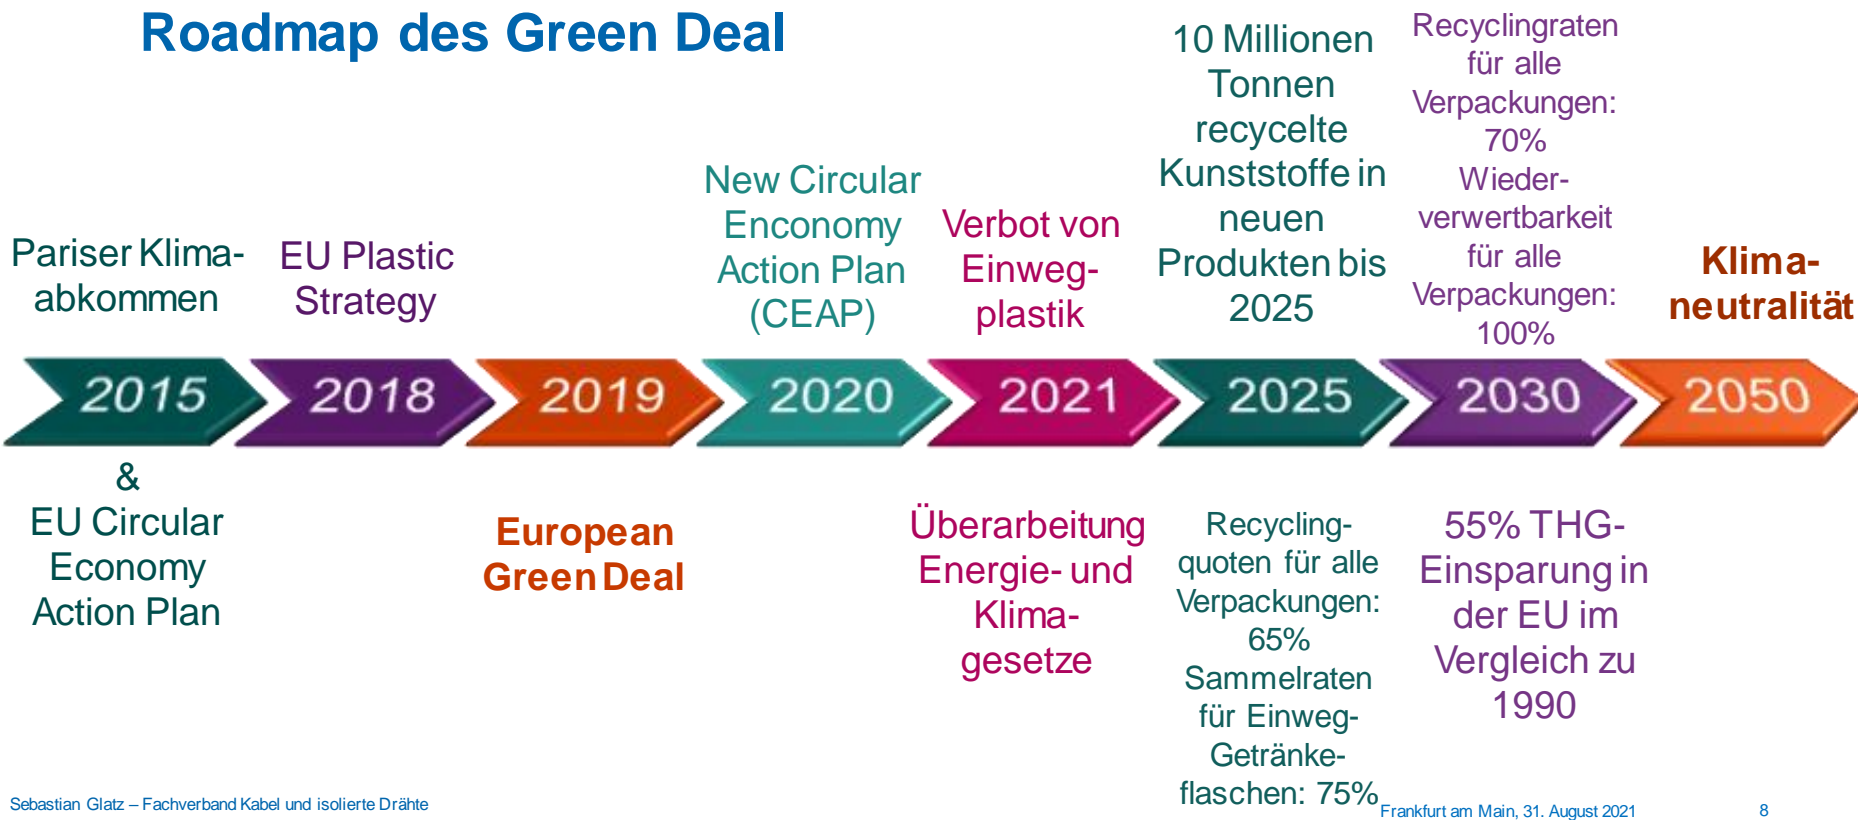 Roadmap des Green Deal
Pariser Klima-
abkommen
EU Plastic
Strategy
New Circular
Enconomy
Action Plan
(CEAP)
Verbot von
Einweg-
plastik
10 Millionen
Tonnen
recycelte
Kunststoffe in
neuen
Produkten bis
2025
Recyclingraten
für alle
Verpackungen:
70%
Wieder-
verwertbarkeit
für alle
Verpackungen:
100%
Klima-
neutralität
2015
2018
2019
2020
2021
2025
2030
2050
&
EU Circular
Economy
Action Plan
European
Green Deal
Überarbeitung
Energie- und
Klima-
gesetze
Recycling-
quoten für alle
Verpackungen:
65%
Sammelraten
für Einweg-
Getränke-
flaschen: 75%
55% THG-
Einsparung in
der EU im
Vergleich zu
1990
Sebastian Glatz – Fachverband Kabel und isolierte Drähte
Frankfurt am Main, 31. August 2021
8